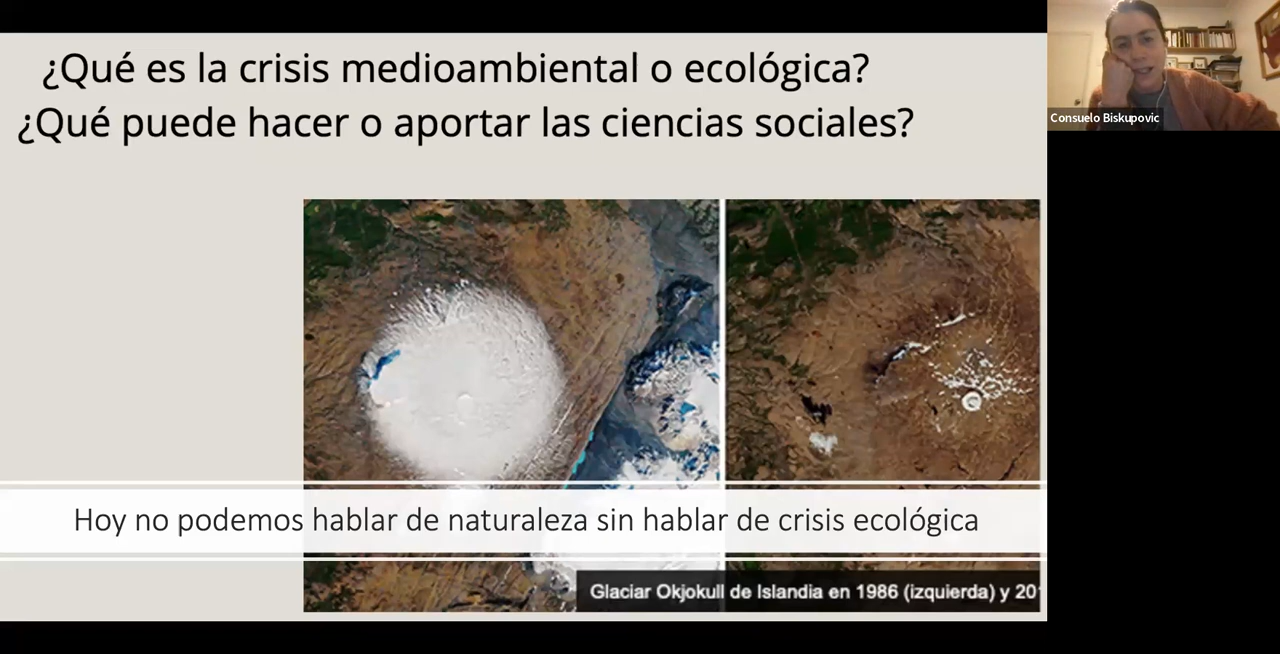 ¿Qué es la crisis medioambiental o ecológica?
¿Qué puede hacer o aportar las ciencias sociales?
Consuelo Biskupovic
Hoy no podemos hablar de naturaleza sin hablar de crisis ecológica
Glaciar Okjokull de Islandia en 1986 (izquierda) y